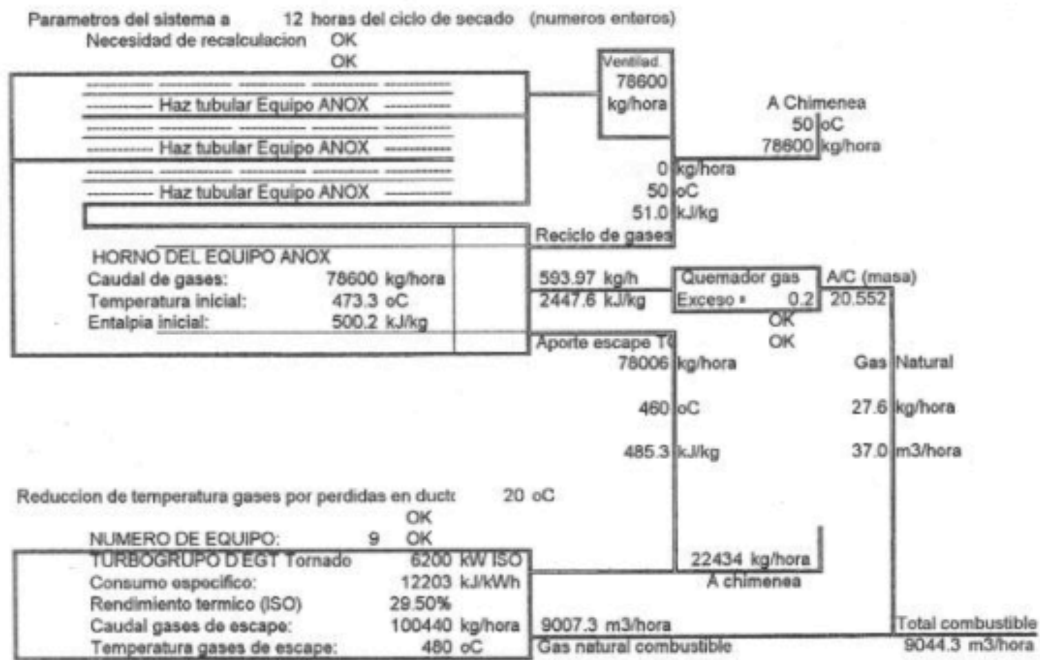 Parametros del sistema a 12 horas del ciclo de secado (numeros enteros)
Necesidad de recalculacion OK
OK
Haz tubular Equipo ANOX
Haz tubular Equipo ANOX
Haz tubular Equipo ANOX
Ventilad.
78600
kg/hora
A Chimenea
50 oC
78600 kg/hora
0 kg/hora
50 oC
51.0 kJ/kg
Reciclo de gases
HORNO DEL EQUIPO ANOX
Caudal de gases: 78600 kg/hora
Temperatura inicial: 473.3 oC
Entalpia inicial: 500.2 kJ/kg
593.97 kg/h
2447.6 kJ/kg
Quemador gas
Exceso = 0.2
A/C (masa)
20.552
OK
OK
Aporte escape TG
78006 kg/hora
460 oC
485.3 kJ/kg
Gas Natural
27.6 kg/hora
37.0 m3/hora
Reduccion de temperatura gases por perdidas en ducto 20 oC
OK
NUMERO DE EQUIPO: 9 OK
TURBOGRUPO D'EGT Tornado 6200 kW ISO
Consumo especifico: 12203 kJ/kWh
Rendimiento termico (ISO) 29.50%
Caudal gases de escape: 100440 kg/hora
Temperatura gases de escape: 480 oC
22434 kg/hora
A chimenea
9007.3 m3/hora
Gas natural combustible
Total combustible
9044.3 m3/hora